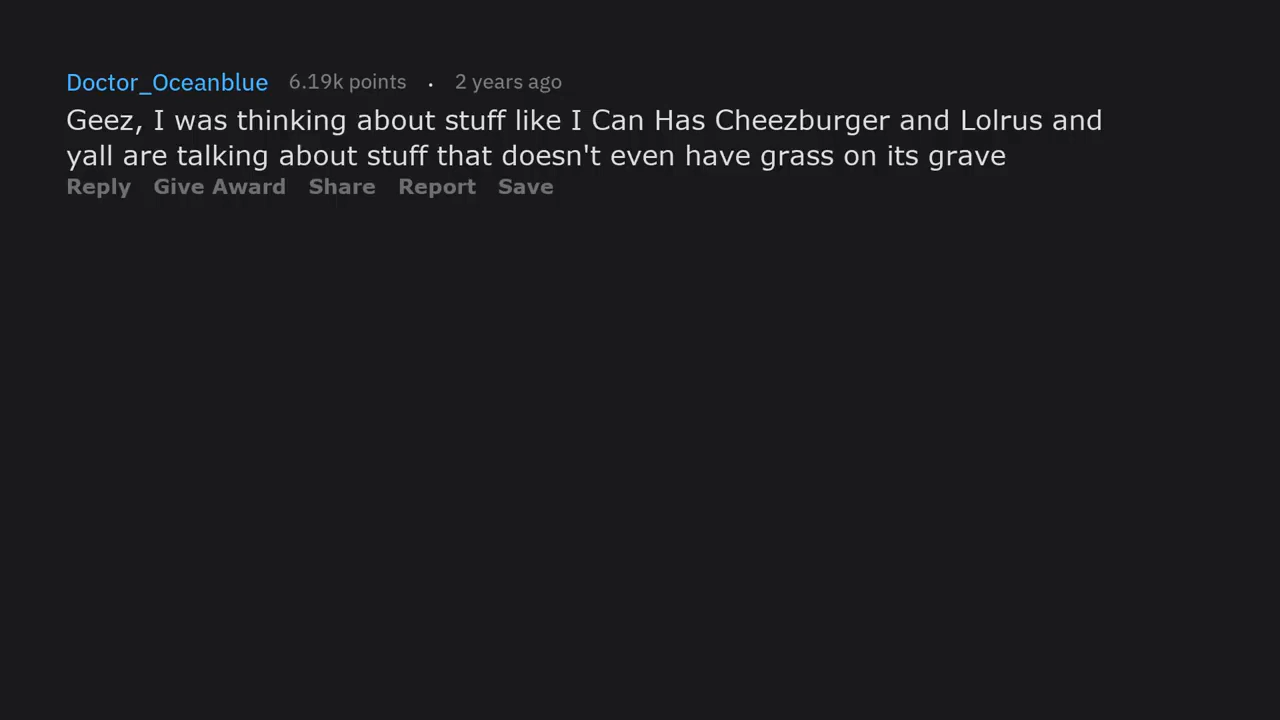 Doctor_Oceanblue 6.19k points · 2 years ago
Geez, I was thinking about stuff like I Can Has Cheezburger and Lolrus and
yall are talking about stuff that doesn't even have grass on its grave
Reply Give Award Share Report Save